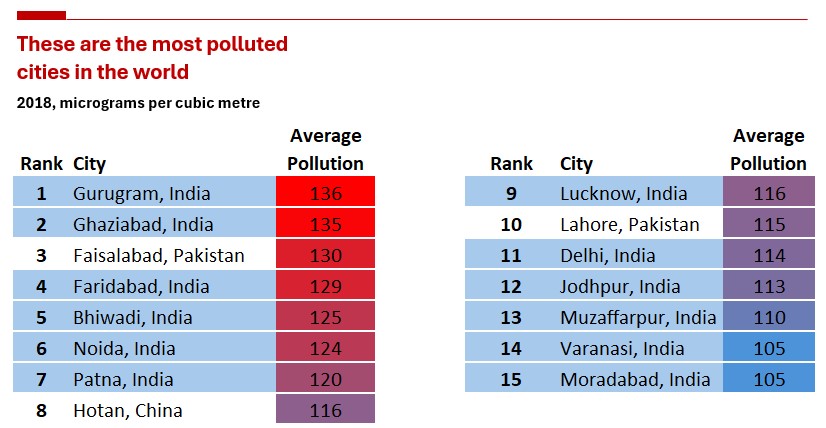 These are the most polluted
cities in the world
2018, micrograms per cubic metre
Average
Rank City Pollution
1 Gurugram, India 136
2 Ghaziabad, India 135
3 Faisalabad, Pakistan 130
4 Faridabad, India 129
5 Bhiwadi, India 125
6 Noida, India 124
7 Patna, India 120
8 Hotan, China 116
Average
Rank City Pollution
9 Lucknow, India 116
10 Lahore, Pakistan 115
11 Delhi, India 114
12 Jodhpur, India 113
13 Muzaffarpur, India 110
14 Varanasi, India 105
15 Moradabad, India 105